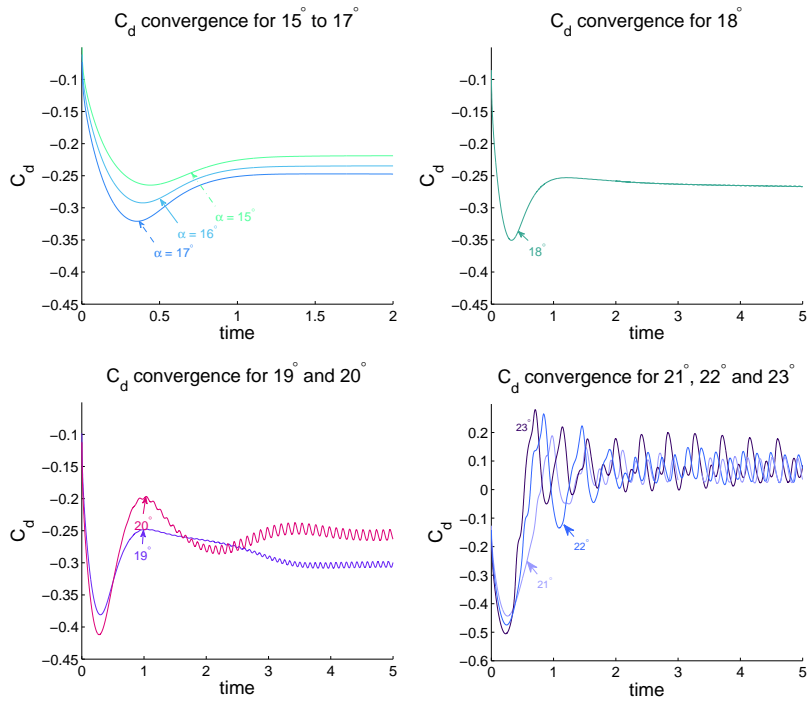 C_d convergence for 15° to 17°
−0.1
−0.15
−0.2
−0.25
−0.3
−0.35
−0.4
−0.45
C_d
α = 15°
α = 16°
α = 17°
0 0.5 1 1.5 2
time
C_d convergence for 18°
−0.1
−0.15
−0.2
−0.25
−0.3
−0.35
−0.4
−0.45
C_d
18°
0 1 2 3 4 5
time
C_d convergence for 19° and 20°
−0.1
−0.15
−0.2
−0.25
−0.3
−0.35
−0.4
−0.45
C_d
20°
19°
0 1 2 3 4 5
time
C_d convergence for 21°, 22° and 23°
0.2
0.1
0
−0.1
−0.2
−0.3
−0.4
−0.5
−0.6
C_d
23°
22°
21°
0 1 2 3 4 5
time